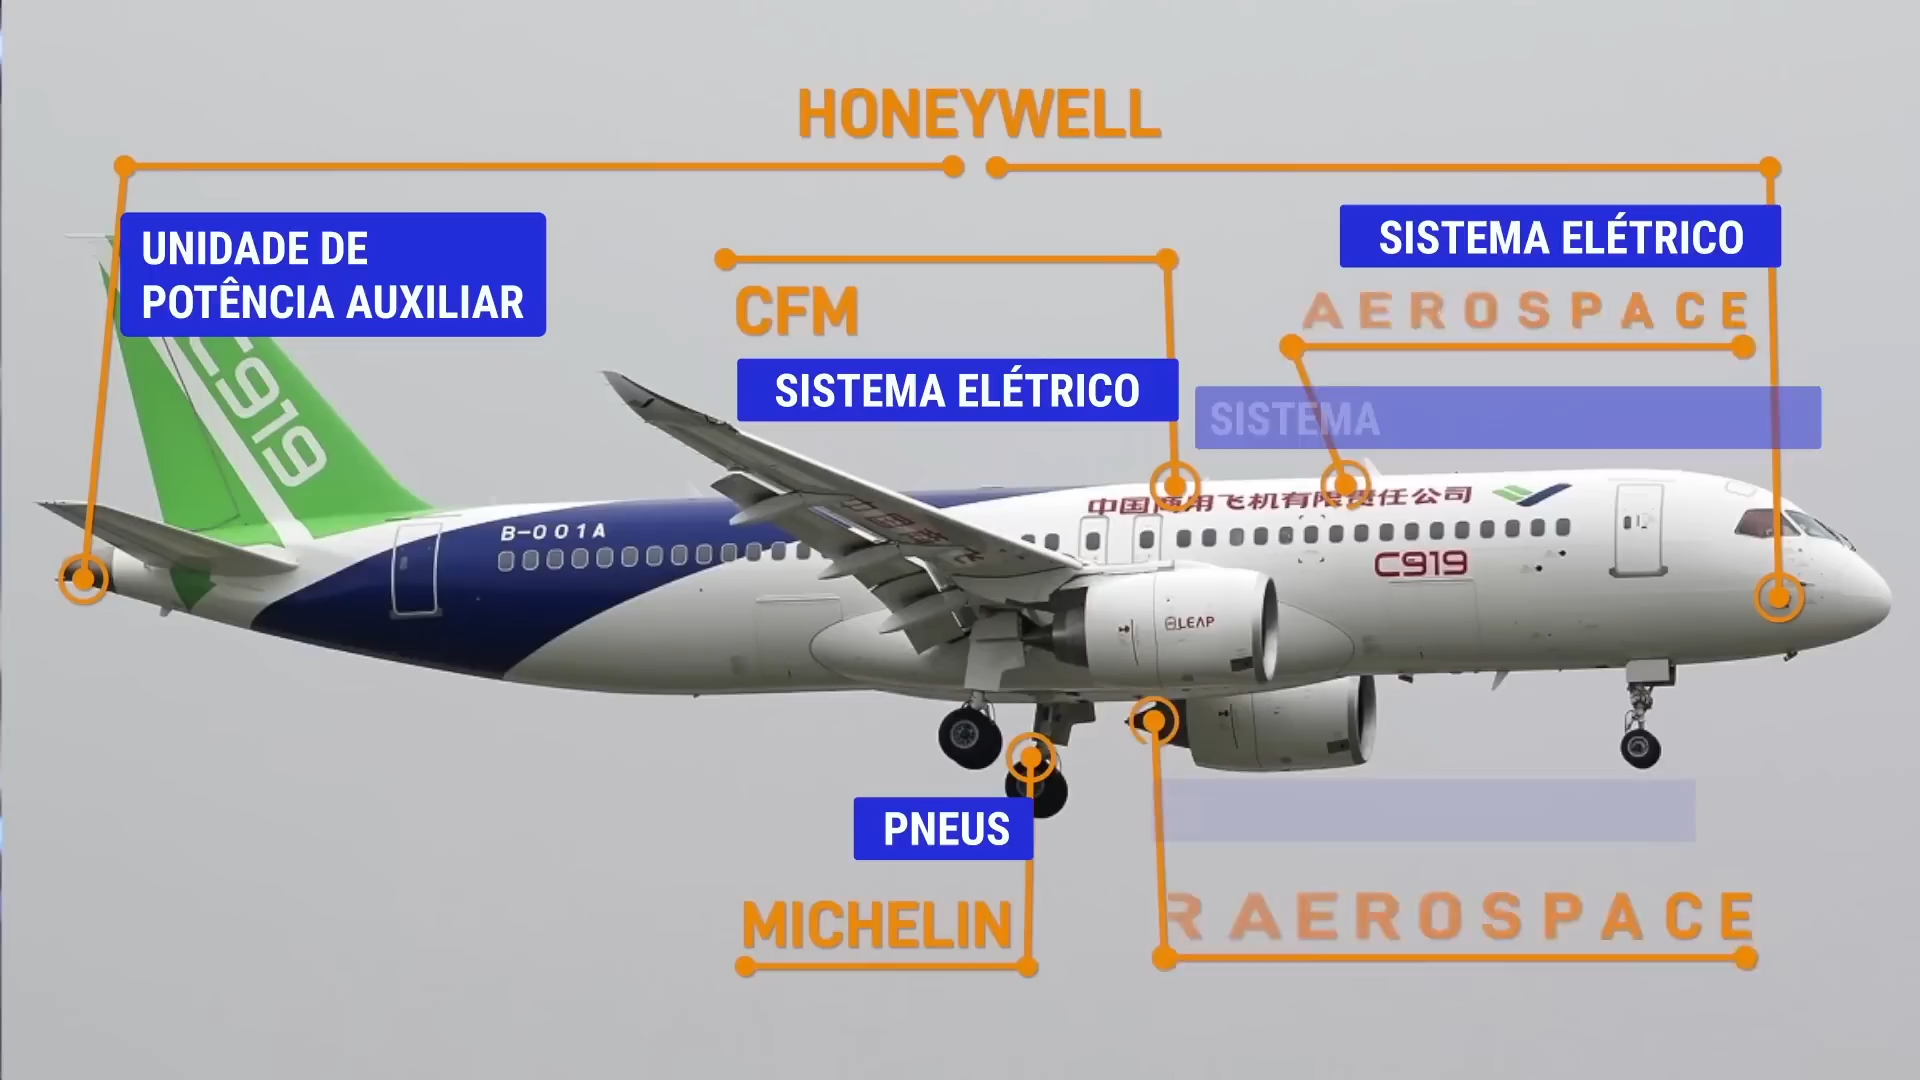 HONEYWELL
UNIDADE DE
POTÊNCIA AUXILIAR
SISTEMA ELÉTRICO
CFM
AEROSPACE
SISTEMA ELÉTRICO
SISTEMA
C919
B-001A
中国商用飞机有限责任公司
C919
LEAP
PNEUS
MICHELIN
R AEROSPACE